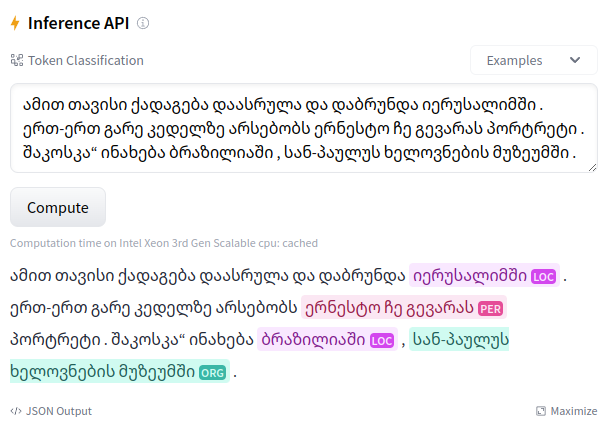 Inference API
Token Classification
Examples
ამით თავისი ქადაგება დაასრულა და დაბრუნდა იერუსალიმში .
ერთ-ერთ გარე კედელზე არსებობს ერნესტო ჩე გევარას პორტრეტი .
შაკოსკა“ ინახება ბრაზილიაში , სან-პაულუს ხელოვნების მუზეუმში .
Compute
Computation time on Intel Xeon 3rd Gen Scalable cpu: cached
ამით თავისი ქადაგება დაასრულა და დაბრუნდა იერუსალიმში LOC .
ერთ-ერთ გარე კედელზე არსებობს ერნესტო ჩე გევარას PER
პორტრეტი . შაკოსკა“ ინახება ბრაზილიაში LOC , სან-პაულუს
ხელოვნების მუზეუმში ORG .
JSON Output
Maximize